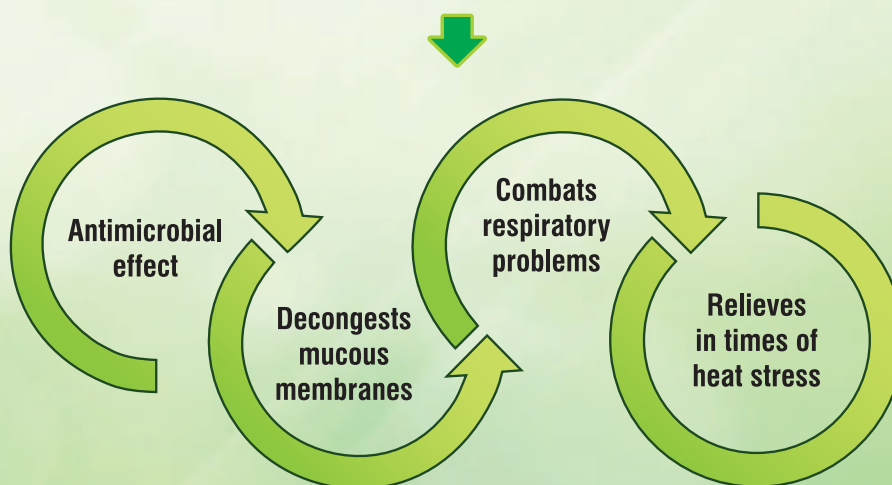 Antimicrobial
effect
Decongests
mucous
membranes
Combats
respiratory
problems
Relieves
in times of
heat stress